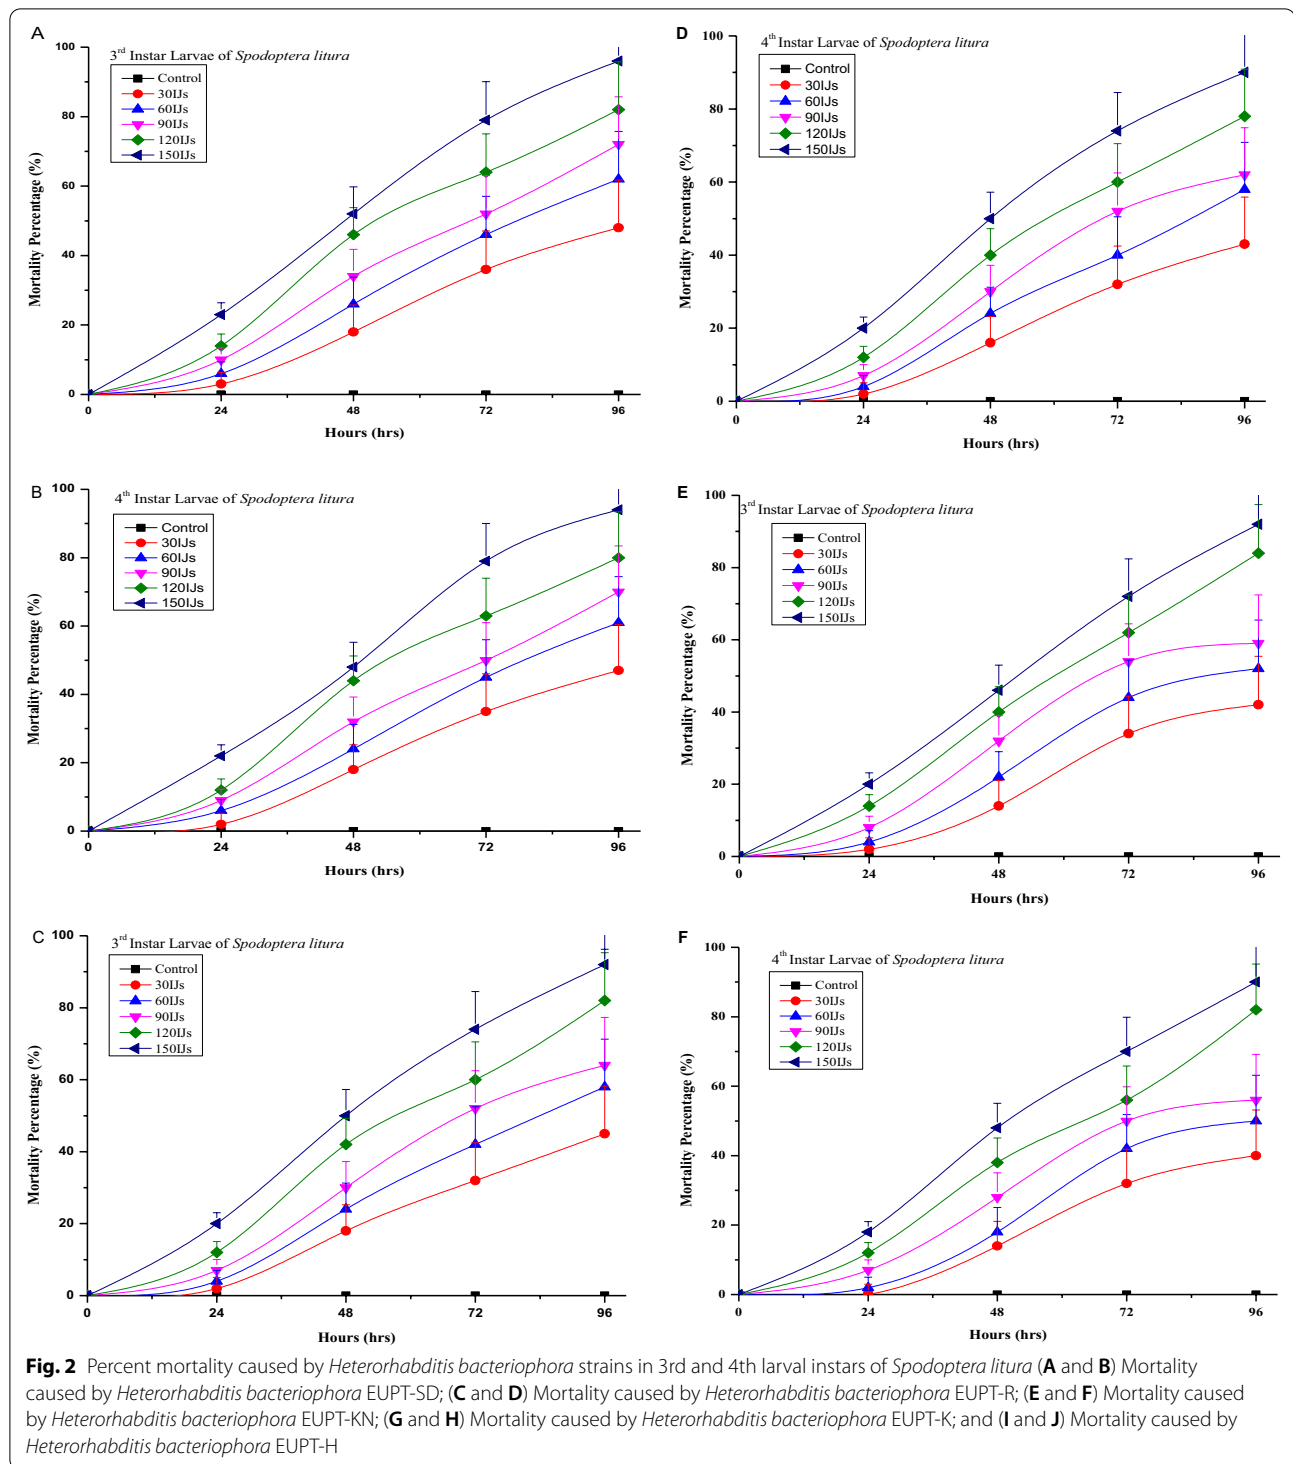 A
3rd Instar Larvae of Spodoptera litura
Control
30IJs
60IJs
90IJs
120IJs
150IJs
Mortality Percentage (%)
100
80
60
40
20
0
0 24 48 72 96
Hours (hrs)
B
4th Instar Larvae of Spodoptera litura
Control
30IJs
60IJs
90IJs
120IJs
150IJs
Mortality Percentage (%)
100
80
60
40
20
0
0 24 48 72 96
Hours (hrs)
C
3rd Instar Larvae of Spodoptera litura
Control
30IJs
60IJs
90IJs
120IJs
150IJs
Mortality Percentage (%)
100
80
60
40
20
0
0 24 48 72 96
Hours (hrs)
D
4th Instar Larvae of Spodoptera litura
Control
30IJs
60IJs
90IJs
120IJs
150IJs
Mortality Percentage (%)
100
80
60
40
20
0
0 24 48 72 96
Hours (hrs)
E
3rd Instar Larvae of Spodoptera litura
Control
30IJs
60IJs
90IJs
120IJs
150IJs
Mortality Percentage (%)
100
80
60
40
20
0
0 24 48 72 96
Hours (hrs)
F
4th Instar Larvae of Spodoptera litura
Control
30IJs
60IJs
90IJs
120IJs
150IJs
Mortality Percentage (%)
100
80
60
40
20
0
0 24 48 72 96
Hours (hrs)
Fig. 2 Percent mortality caused by Heterorhabditis bacteriophora strains in 3rd and 4th larval instars of Spodoptera litura (A and B) Mortality
caused by Heterorhabditis bacteriophora EUPT-SD; (C and D) Mortality caused by Heterorhabditis bacteriophora EUPT-R; (E and F) Mortality caused
by Heterorhabditis bacteriophora EUPT-KN; (G and H) Mortality caused by Heterorhabditis bacteriophora EUPT-K; and (I and J) Mortality caused by
Heterorhabditis bacteriophora EUPT-H